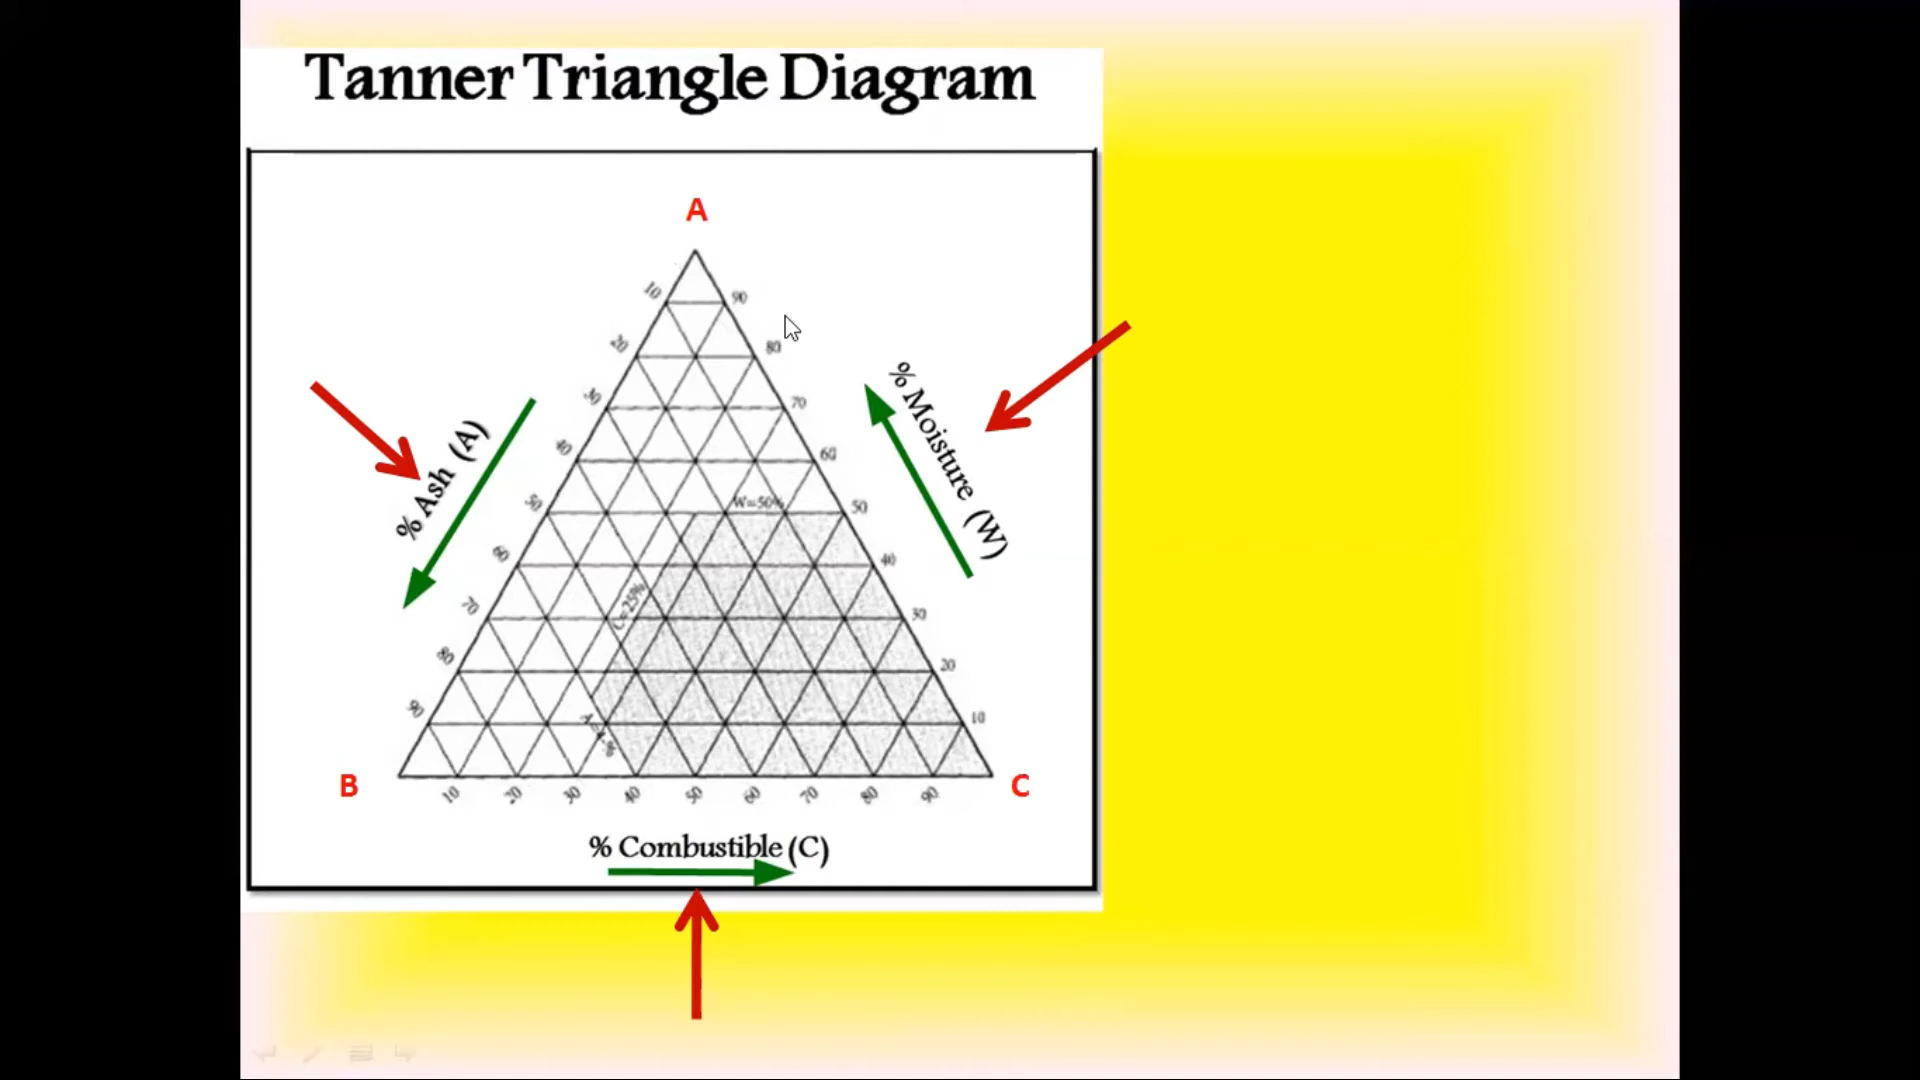 Tanner Triangle Diagram
A
10
90
20
80
30
70
40
60
% Ash (A)
% Moisture (W)
50
W=50%
50
60
40
C=25%
70
30
80
20
90
10
B
C
10 20 30 40 50 60 70 80 90
% Combustible (C)